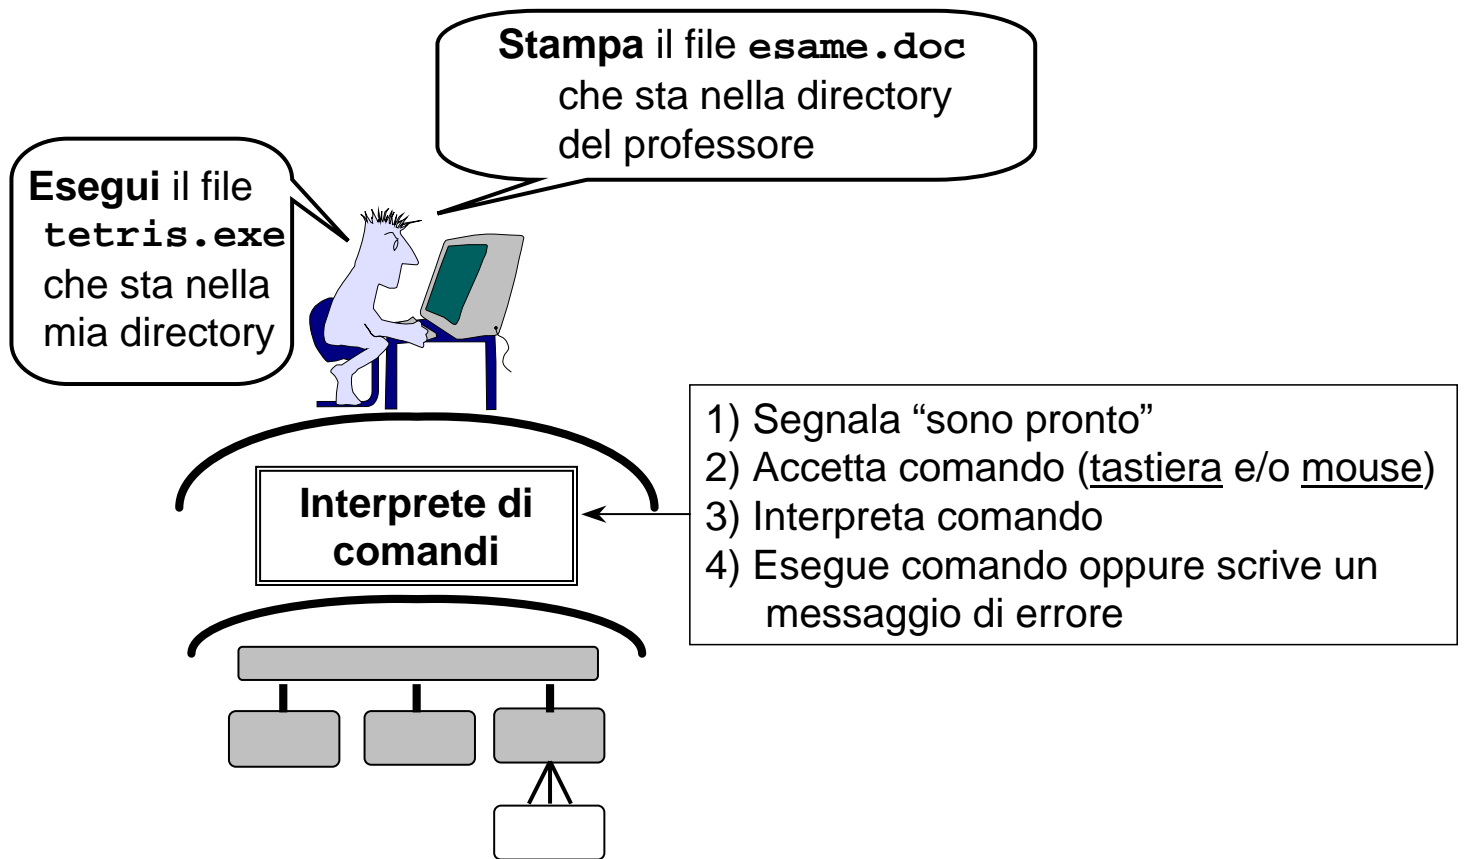 Stampa il file esame.doc
che sta nella directory
del professore
Esegui il file
tetris.exe
che sta nella
mia directory
Interprete di
comandi
1) Segnala “sono pronto”
2) Accetta comando (tastiera e/o mouse)
3) Interpreta comando
4) Esegue comando oppure scrive un
messaggio di errore